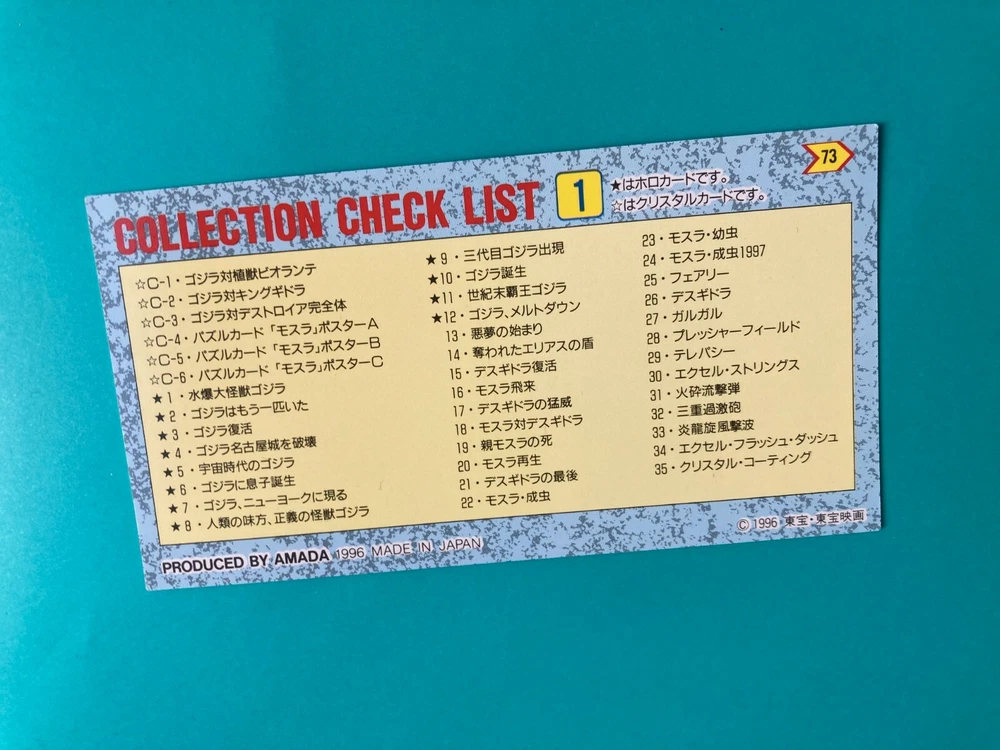 COLLECTION CHECK LIST 1
★はホロカードです。
☆はクリスタルカードです。
73
☆C-1・ゴジラ対植獣ビオランテ
☆C-2・ゴジラ対キングギドラ
☆C-3・ゴジラ対デストロイア完全体
☆C-4・パズルカード「モスラ」ポスターA
☆C-5・パズルカード「モスラ」ポスターB
☆C-6・パズルカード「モスラ」ポスターC
★1・水爆大怪獣ゴジラ
★2・ゴジラはもう一匹いた
★3・ゴジラ復活
★4・ゴジラ名古屋城を破壊
★5・宇宙時代のゴジラ
★6・ゴジラに息子誕生
★7・ゴジラ、ニューヨークに現る
★8・人類の味方、正義の怪獣ゴジラ
★9・三代目ゴジラ出現
★10・ゴジラ誕生
★11・世紀末覇王ゴジラ
★12・ゴジラ、メルトダウン
13・悪夢の始まり
14・奪われたエリアスの盾
15・デスギドラ復活
16・モスラ飛来
17・デスギドラの猛威
18・モスラ対デスギドラ
19・親モスラの死
20・モスラ再生
21・デスギドラの最後
22・モスラ・成虫
23・モスラ・幼虫
24・モスラ・成虫1997
25・フェアリー
26・デスギドラ
27・ガルガル
28・プレッシャーフィールド
29・テレパシー
30・エクセル・ストリングス
31・火砕流撃弾
32・三重過激砲
33・炎龍旋風撃波
34・エクセル・フラッシュ・ダッシュ
35・クリスタル・コーティング
PRODUCED BY AMADA 1996 MADE IN JAPAN
© 1996 東宝・東宝映画